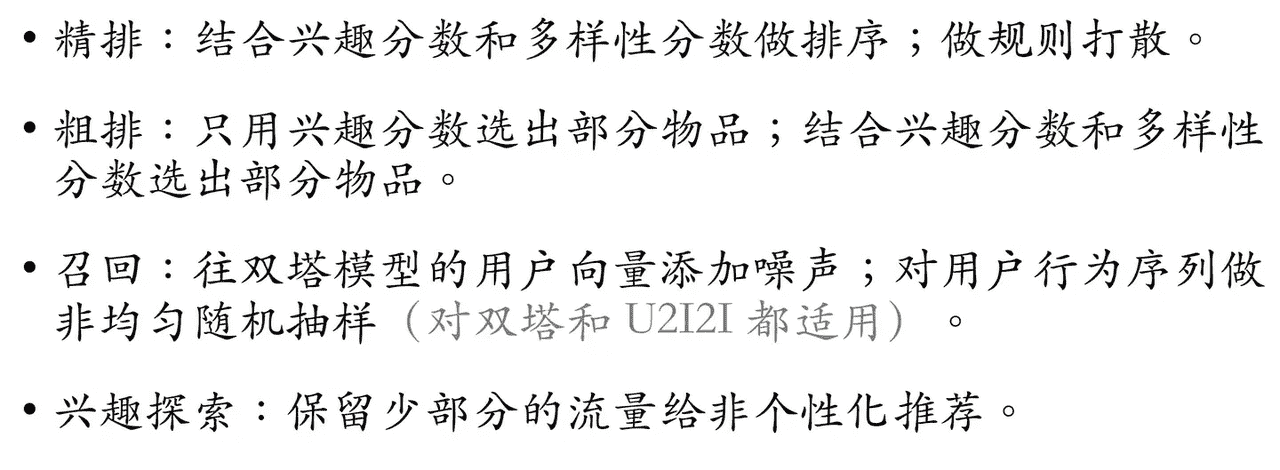 • 精排：结合兴趣分数和多样性分数做排序；做规则打散。
• 粗排：只用兴趣分数选出部分物品；结合兴趣分数和多样性
分数选出部分物品。
• 召回：往双塔模型的用户向量添加噪声；对用户行为序列做
非均匀随机抽样（对双塔和 U2I2I 都适用）。
• 兴趣探索：保留少部分的流量给非个性化推荐。